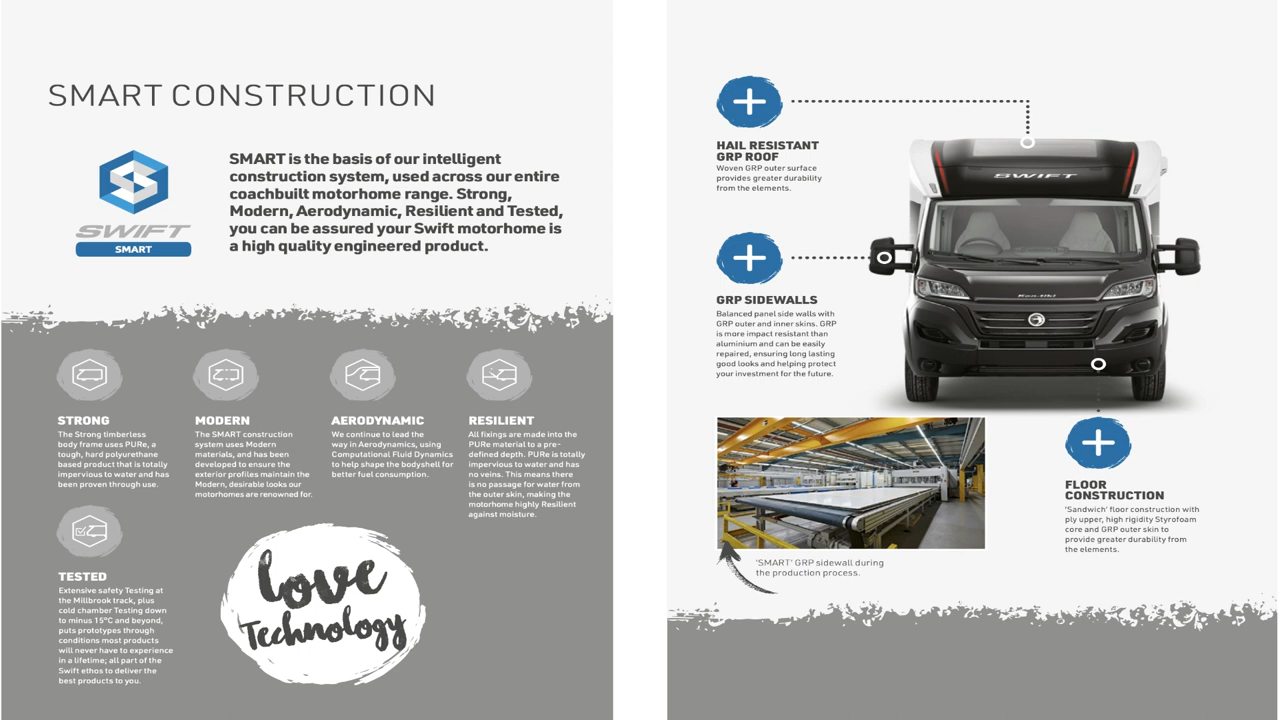 SMART CONSTRUCTION
SWIFT
SMART
SMART is the basis of our intelligent
construction system, used across our entire
coachbuilt motorhome range. Strong,
Modern, Aerodynamic, Resilient and Tested,
you can be assured your Swift motorhome is
a high quality engineered product.
STRONG
The Strong timberless
body frame uses PURe, a
tough, hard polyurethane
based product that is totally
impervious to water and has
been proven through use.
MODERN
The SMART construction
system uses Modern
materials, and has been
developed to ensure the
exterior profiles maintain the
Modern, desirable looks our
motorhomes are renowned for.
AERODYNAMIC
We continue to lead the
way in Aerodynamics, using
Computational Fluid Dynamics
to help shape the bodyshell for
better fuel consumption.
RESILIENT
All fixings are made into the
PURe material to a pre-
defined depth. PURe is totally
impervious to water and has
no veins. This means there
is no passage for water from
the outer skin, making the
motorhome highly Resilient
against moisture.
TESTED
Extensive safety Testing at
the Millbrook track, plus
cold chamber Testing down
to minus 15°C and beyond,
puts prototypes through
conditions most products
will never have to experience
in a lifetime; all part of the
Swift ethos to deliver the
best products to you.
love
Technology
HAIL RESISTANT
GRP ROOF
Woven GRP outer surface
provides greater durability
from the elements.
SWIFT
Kon-tiki
GRP SIDEWALLS
Balanced panel side walls with
GRP outer and inner skins. GRP
is more impact resistant than
aluminium and can be easily
repaired, ensuring long lasting
good looks and helping protect
your investment for the future.
'SMART' GRP sidewall during
the production process.
FLOOR
CONSTRUCTION
'Sandwich' floor construction with
ply upper, high rigidity Styrofoam
core and GRP outer skin to
provide greater durability from
the elements.